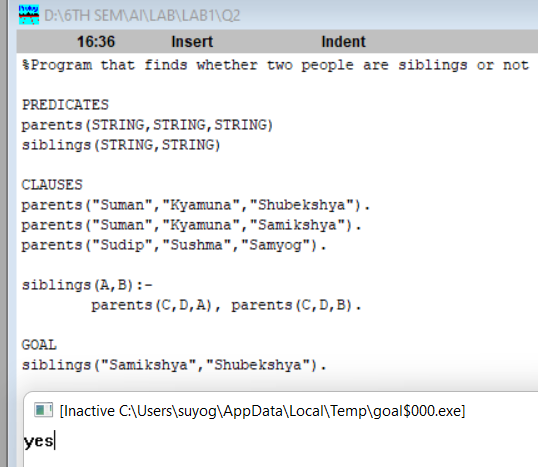 D:\6TH SEM\AI\LAB\LAB1\Q2
16:36 Insert Indent
%Program that finds whether two people are siblings or not
PREDICATES
parents(STRING,STRING,STRING)
siblings(STRING,STRING)
CLAUSES
parents("Suman","Kyamuna","Shubekshya").
parents("Suman","Kyamuna","Samikshya").
parents("Sudip","Sushma","Samyog").
siblings(A,B):-
parents(C,D,A), parents(C,D,B).
GOAL
siblings("Samikshya","Shubekshya").
[Inactive C:\Users\suyog\AppData\Local\Temp\goal$000.exe]
yes